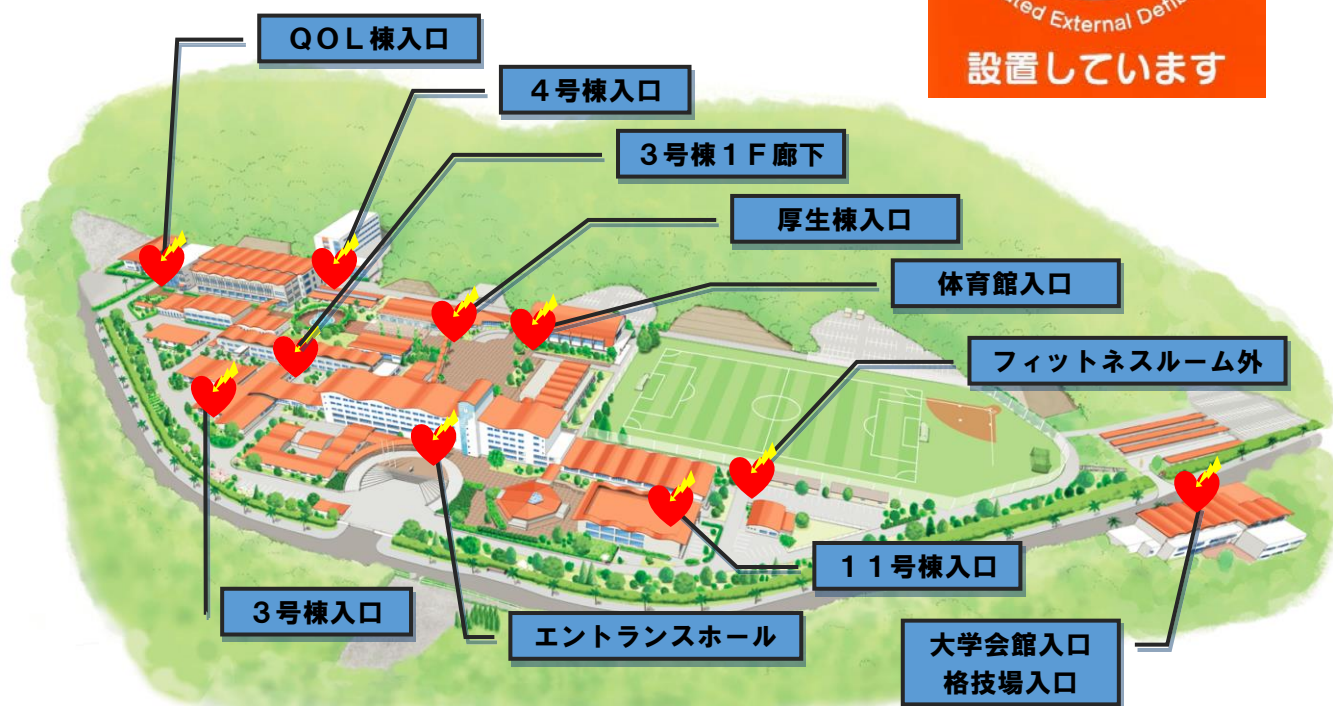 ted External Defib
設置しています
QOL棟入口
4号棟入口
3号棟1F廊下
厚生棟入口
体育館入口
フィットネスルーム外
11号棟入口
3号棟入口
エントランスホール
大学会館入口
格技場入口